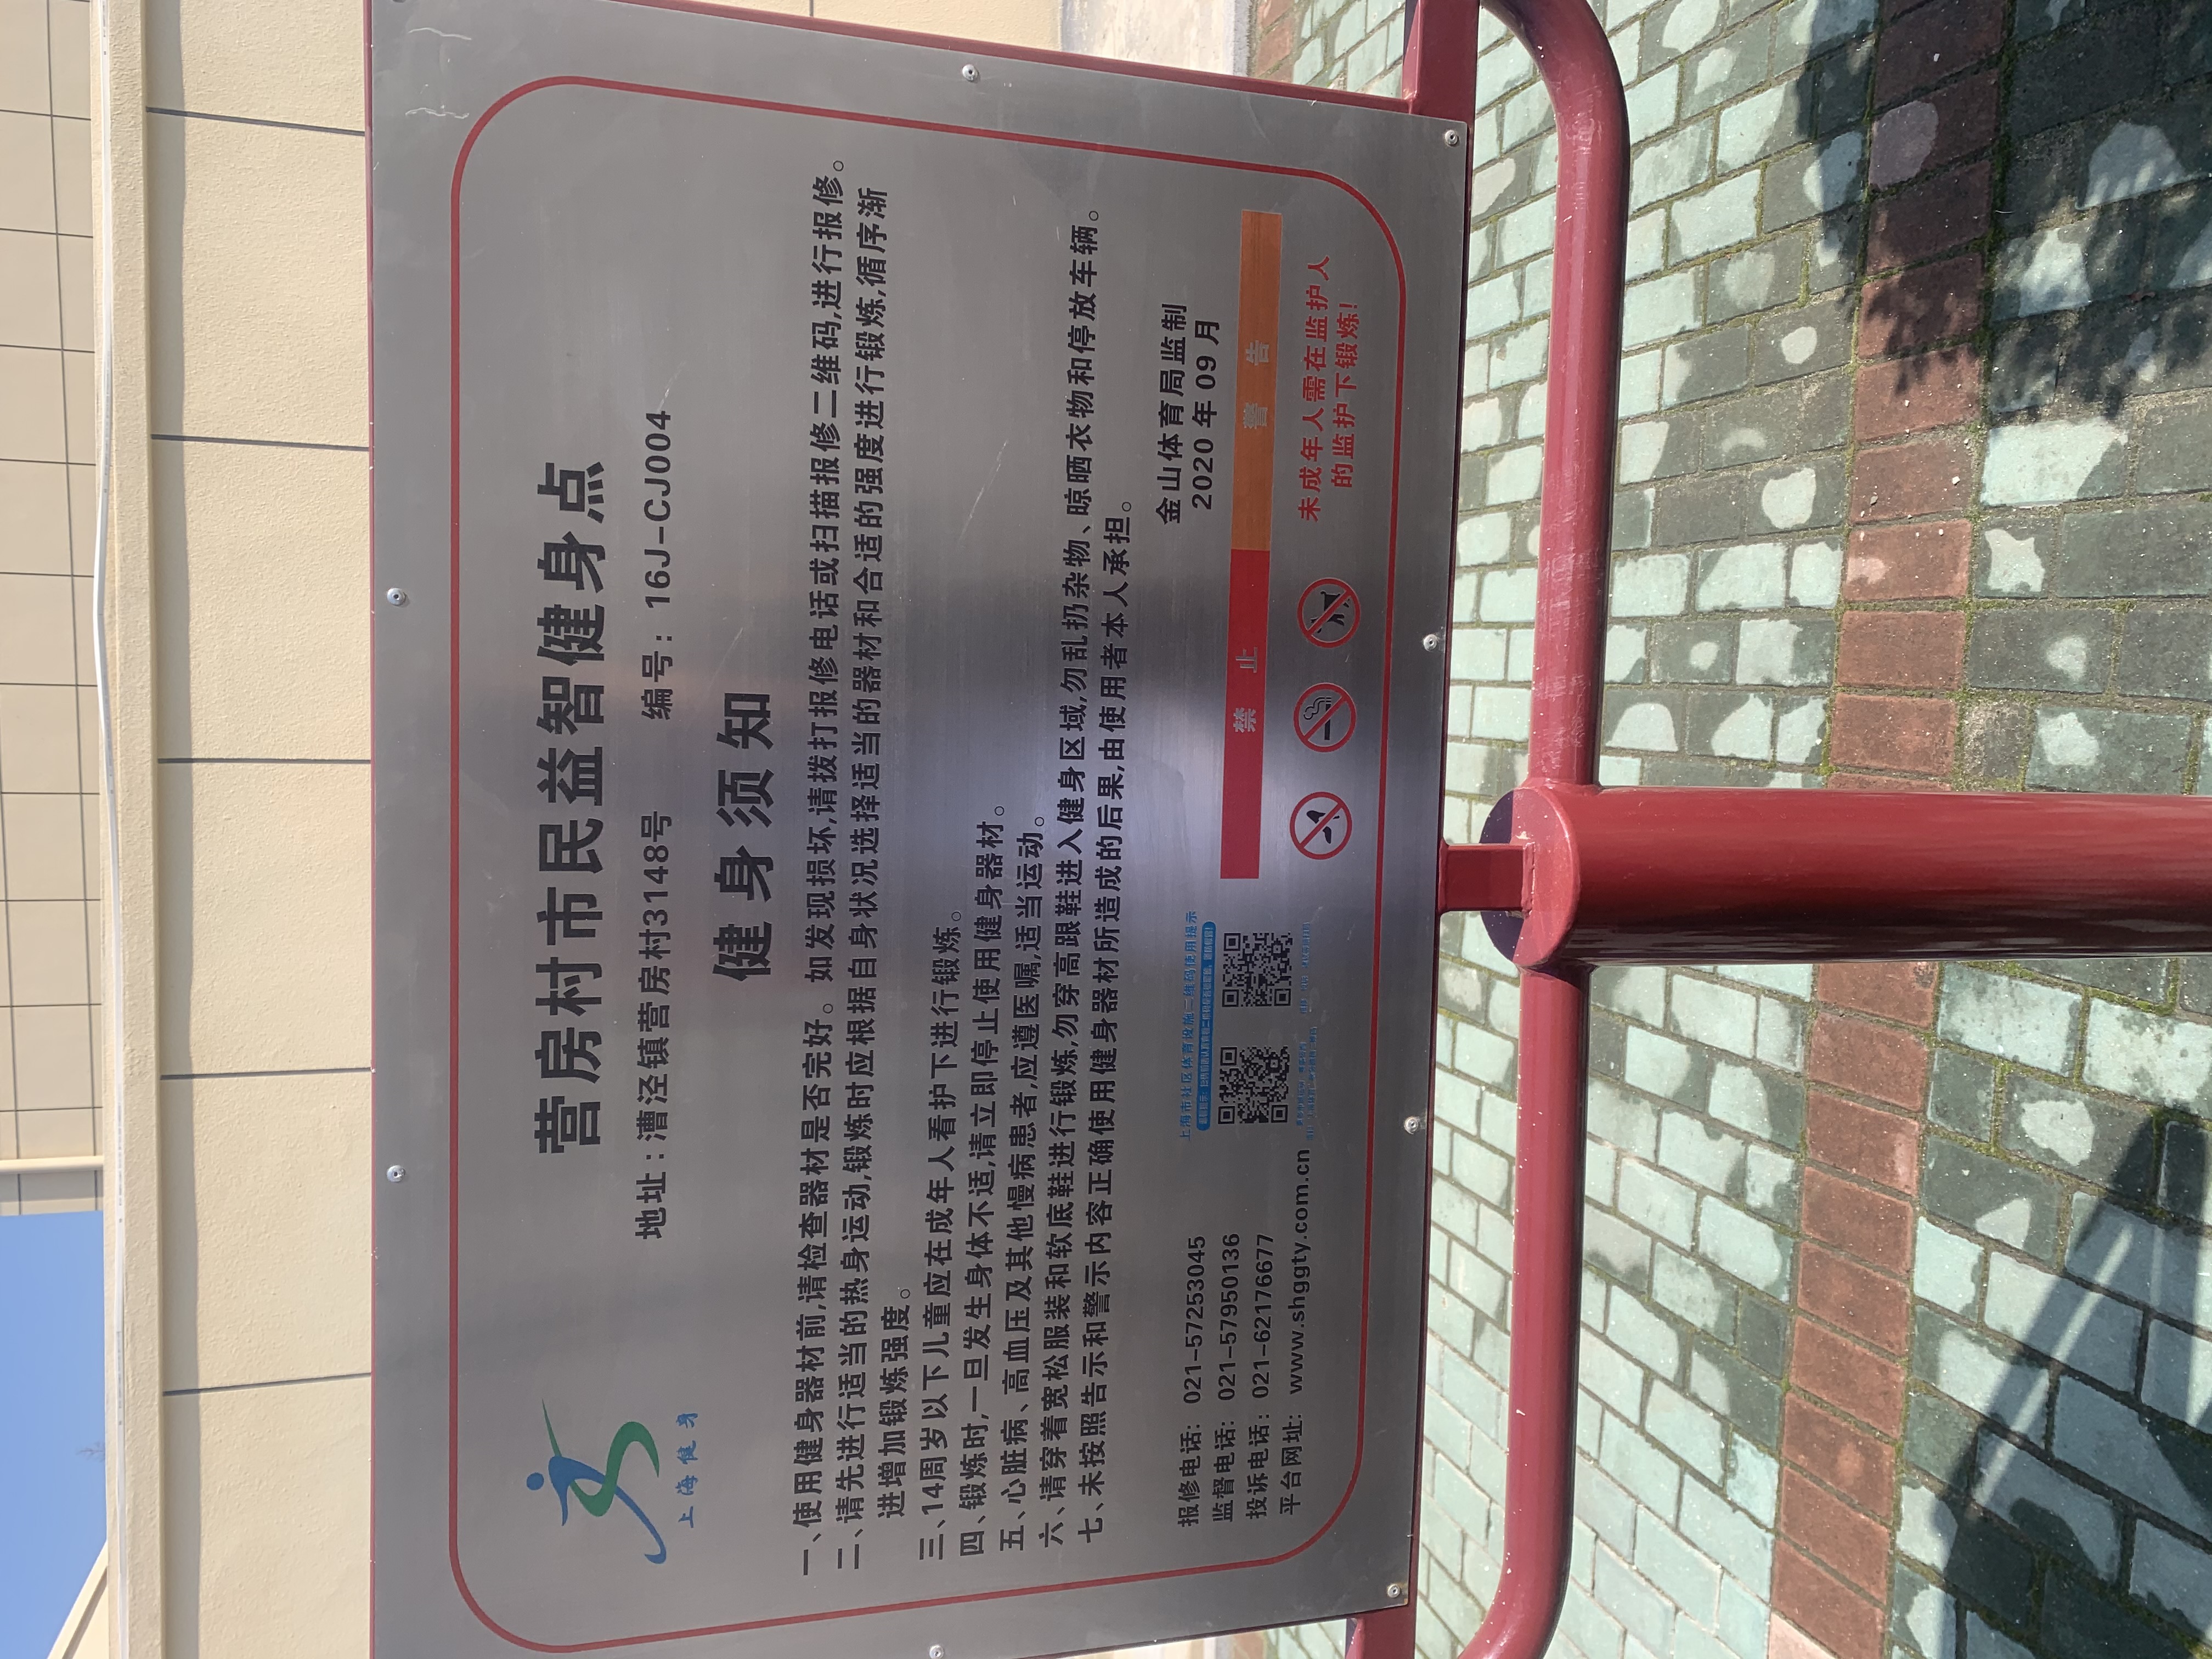 上海健身
营房村市民益智健身点
地址：漕泾镇营房村3148号 编号：16J-CJ004
健身须知
一、使用健身器材前,请检查器材是否完好。如发现损坏,请拨打报修电话或扫描报修二维码,进行报修。
二、请先进行适当的热身运动,锻炼时应根据自身状况选择适当的器材和合适的强度进行锻炼,循序渐
进增加锻炼强度。
三、14周岁以下儿童应在成年人看护下进行锻炼。
四、锻炼时,一旦发生身体不适,请立即停止使用健身器材。
五、心脏病、高血压及其他慢病患者,应遵医嘱,适当运动。
六、请穿着宽松服装和软底鞋进行锻炼,勿穿高跟鞋进入健身区域,勿乱扔杂物、晾晒衣物和停放车辆。
七、未按照告示和警示内容正确使用健身器材所造成的后果,由使用者本人承担。
金山体育局监制
2020年09月
报修电话: 021-57253045
监督电话: 021-57950136
投诉电话: 021-62176677
平台网址: www.shggty.com.cn
上海市社区体育设施二维码使用提示
禁止
警告
未成年人需在监护人
的监护下锻炼!